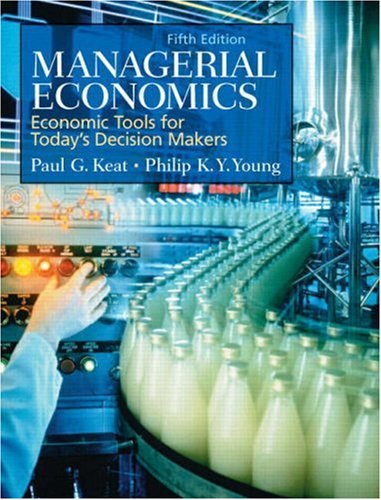 Fifth Edition
MANAGERIAL
ECONOMICS
Economic Tools for
Today's Decision Makers
Paul G. Keat • Philip K. Y. Young